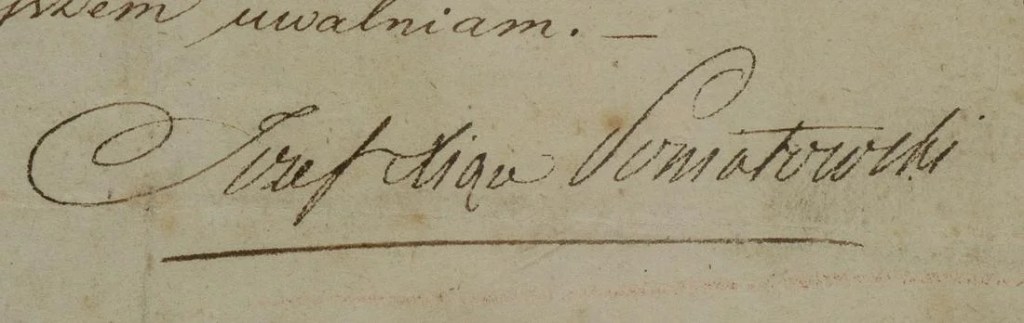 uwalniam. —
Jozef Xiąże Poniatowski